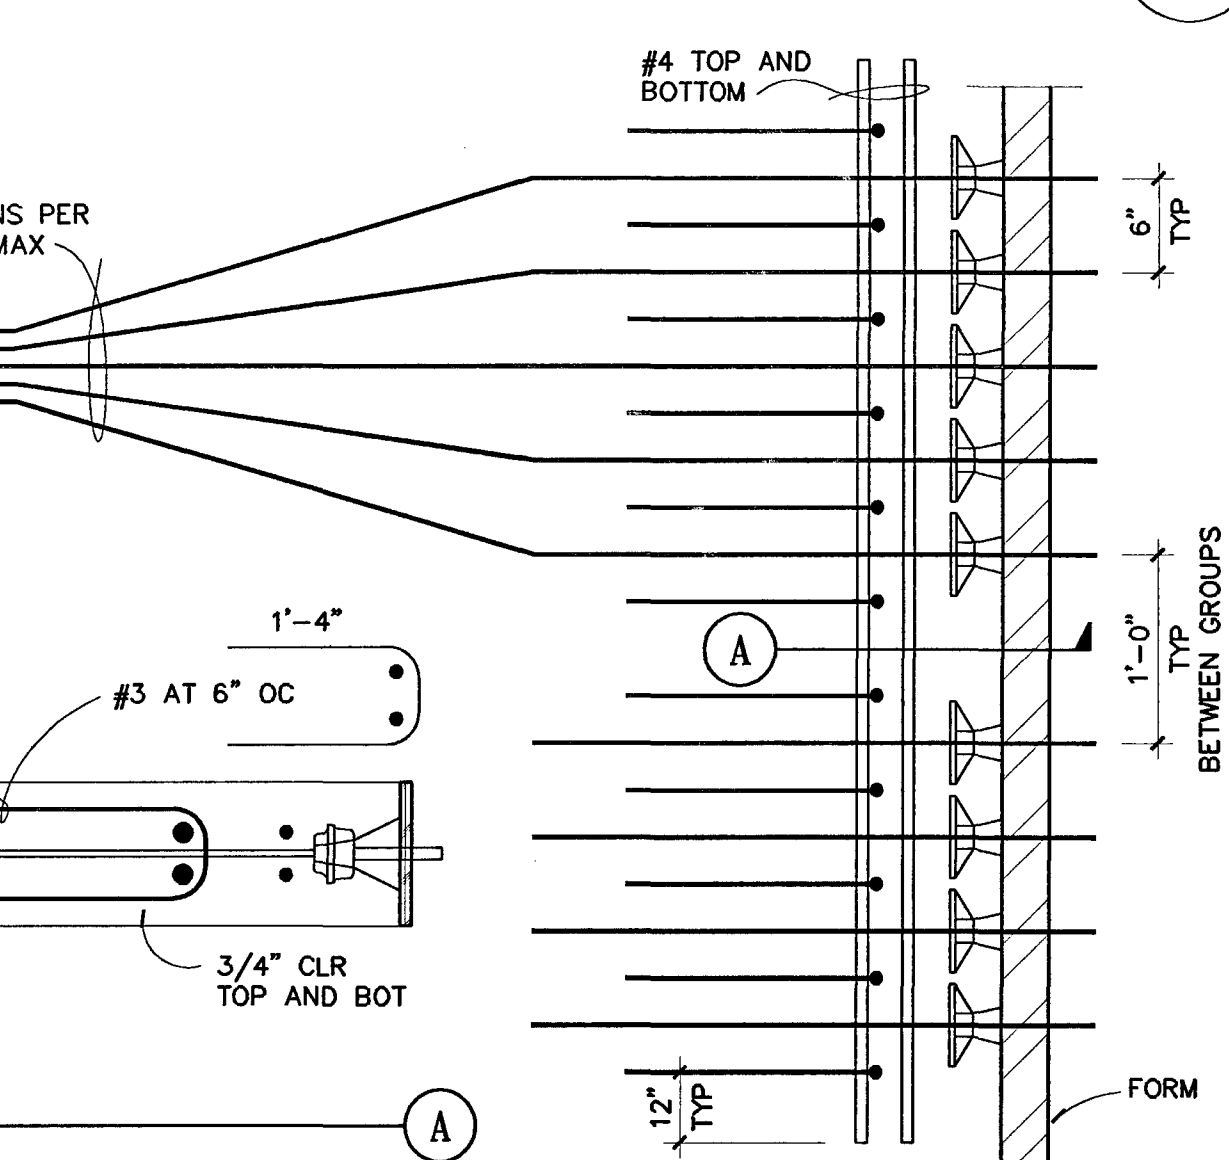 #4 TOP AND
BOTTOM
NS PER
MAX
6"
TYP
1'-4"
#3 AT 6" OC
A
1'-0"
TYP
BETWEEN GROUPS
3/4" CLR
TOP AND BOT
12"
TYP
FORM
A